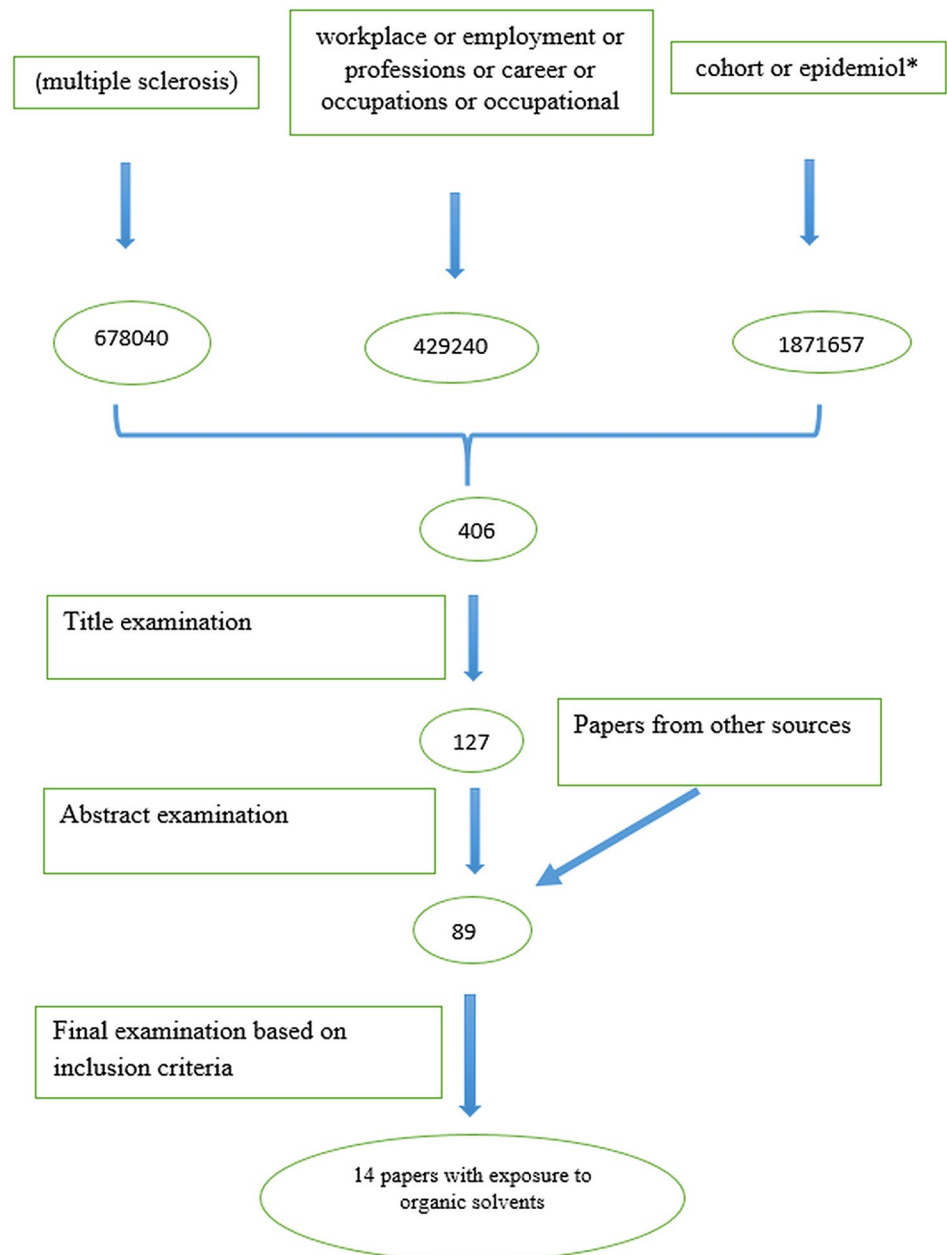 (multiple sclerosis)
workplace or employment or
professions or career or
occupations or occupational
cohort or epidemiol*
678040
429240
1871657
406
Title examination
127
Papers from other sources
Abstract examination
89
Final examination based on
inclusion criteria
14 papers with exposure to
organic solvents